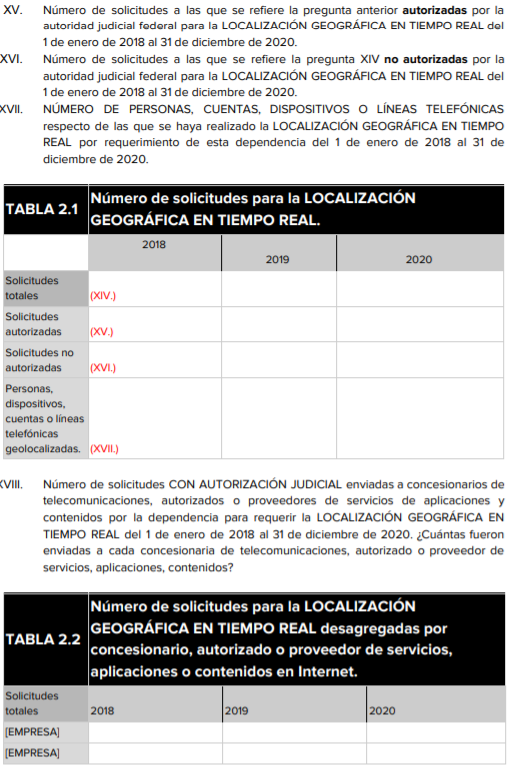 XV. Número de solicitudes a las que se refiere la pregunta anterior autorizadas por la
autoridad judicial federal para la LOCALIZACIÓN GEOGRÁFICA EN TIEMPO REAL del
1 de enero de 2018 al 31 de diciembre de 2020.
XVI. Número de solicitudes a las que se refiere la pregunta XIV no autorizadas por la
autoridad judicial federal para la LOCALIZACIÓN GEOGRÁFICA EN TIEMPO REAL del
1 de enero de 2018 al 31 de diciembre de 2020.
XVII. NÚMERO DE PERSONAS, CUENTAS, DISPOSITIVOS O LÍNEAS TELEFÓNICAS
respecto de las que se haya realizado la LOCALIZACIÓN GEOGRÁFICA EN TIEMPO
REAL por requerimiento de esta dependencia del 1 de enero de 2018 al 31 de
diciembre de 2020.
TABLA 2.1
Número de solicitudes para la LOCALIZACIÓN
GEOGRÁFICA EN TIEMPO REAL.
2018
2019
2020
Solicitudes
totales
(XIV.)
Solicitudes
autorizadas
(XV.)
Solicitudes no
autorizadas
(XVI.)
Personas,
dispositivos,
cuentas o líneas
telefónicas
geolocalizadas.
(XVII.)
XVIII. Número de solicitudes CON AUTORIZACIÓN JUDICIAL enviadas a concesionarios de
telecomunicaciones, autorizados o proveedores de servicios de aplicaciones y
contenidos por la dependencia para requerir la LOCALIZACIÓN GEOGRÁFICA EN
TIEMPO REAL del 1 de enero de 2018 al 31 de diciembre de 2020. ¿Cuántas fueron
enviadas a cada concesionaria de telecomunicaciones, autorizado o proveedor de
servicios, aplicaciones, contenidos?
TABLA 2.2
Número de solicitudes para la LOCALIZACIÓN
GEOGRÁFICA EN TIEMPO REAL desagregadas por
concesionario, autorizado o proveedor de servicios,
aplicaciones o contenidos en Internet.
Solicitudes
totales
2018
2019
2020
[EMPRESA]
[EMPRESA]